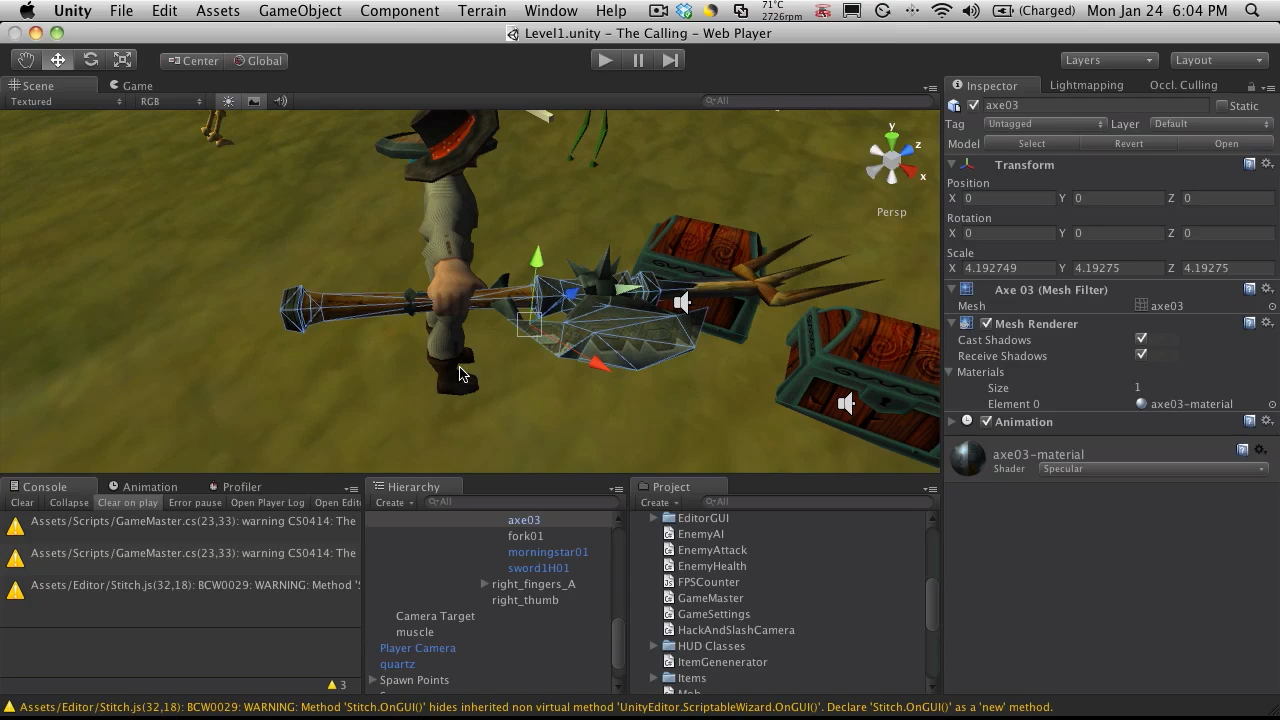 Unity File Edit Assets GameObject Component Terrain Window Help 71°C 2726rpm (Charged) Mon Jan 24 6:04 PM
Level1.unity – The Calling – Web Player
Center Global Layers Layout
Scene Game
Textured RGB All
y z x
Persp
Inspector Lightmapping Occl. Culling
axe03 Static
Tag Untagged Layer Default
Model Select Revert Open
Transform
Position
X 0 Y 0 Z 0
Rotation
X 0 Y 0 Z 0
Scale
X 4.192749 Y 4.19275 Z 4.19275
Axe 03 (Mesh Filter)
Mesh axe03
Mesh Renderer
Cast Shadows
Receive Shadows
Materials
Size 1
Element 0 axe03-material
Animation
axe03-material
Shader Specular
Console Animation Profiler
Clear Collapse Clear on play Error pause Open Player Log Open Edit
Assets/Scripts/GameMaster.cs(23,33): warning CS0414: The
Assets/Scripts/GameMaster.cs(23,33): warning CS0414: The
Assets/Editor/Stitch.js(32,18): BCW0029: WARNING: Method '
3
Hierarchy
Create All
axe03
fork01
morningstar01
sword1H01
right_fingers_A
right_thumb
Camera Target
muscle
Player Camera
quartz
Spawn Points
Project
Create All
EditorGUI
EnemyAI
EnemyAttack
EnemyHealth
FPSCounter
GameMaster
GameSettings
HackAndSlashCamera
HUD Classes
ItemGenenerator
Items
Mob
Assets/Editor/Stitch.js(32,18): BCW0029: WARNING: Method 'Stitch.OnGUI()' hides inherited non virtual method 'UnityEditor.ScriptableWizard.OnGUI()'. Declare 'Stitch.OnGUI()' as a 'new' method.